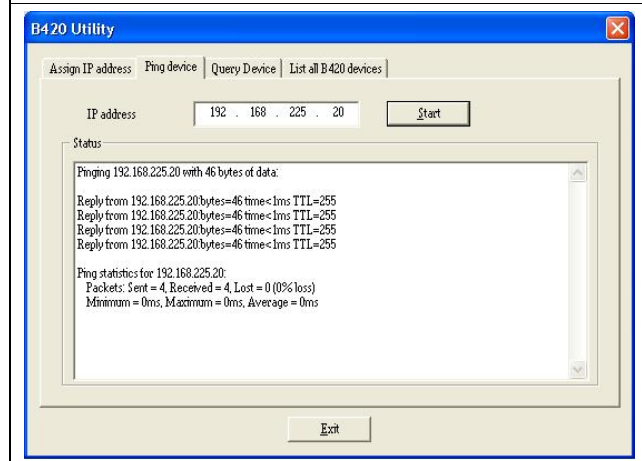 B420 Utility
Assign IP address Ping device Query Device List all B420 devices
IP address 192 . 168 . 225 . 20 Start
Status
Pinging 192.168.225.20 with 46 bytes of data:
Reply from 192.168.225.20:bytes=46 time<1ms TTL=255
Reply from 192.168.225.20:bytes=46 time<1ms TTL=255
Reply from 192.168.225.20:bytes=46 time<1ms TTL=255
Reply from 192.168.225.20:bytes=46 time<1ms TTL=255
Ping statistics for 192.168.225.20:
Packets: Sent = 4, Received = 4, Lost = 0 (0% loss)
Minimum = 0ms, Maximum = 0ms, Average = 0ms
Exit